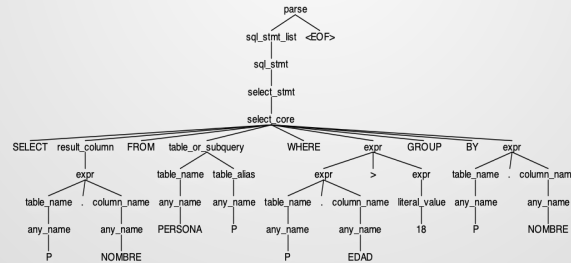 parse
sql_stmt_list <EOF>
sql_stmt
select_stmt
select_core
SELECT result_column FROM table_or_subquery WHERE expr GROUP BY expr
expr table_name table_alias expr > expr table_name . column_nam
table_name . column_name any_name any_name table_name . column_name literal_value any_name any_name
any_name any_name PERSONA P any_name any_name 18 P NOMBRE
P NOMBRE P EDAD